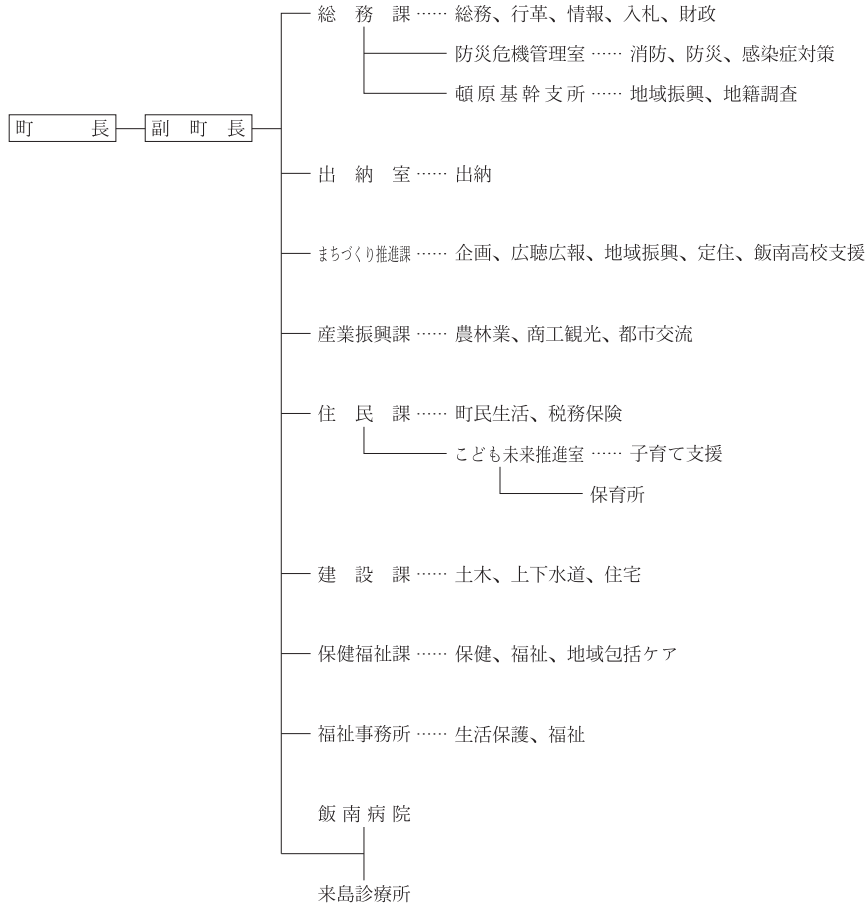 総務課……総務、行革、情報、入札、財政
防災危機管理室……消防、防災、感染症対策
頓原基幹支所……地域振興、地籍調査
町長 副町長
出納室……出納
まちづくり推進課……企画、広聴広報、地域振興、定住、飯南高校支援
産業振興課……農林業、商工観光、都市交流
住民課……町民生活、税務保険
こども未来推進室……子育て支援
保育所
建設課……土木、上下水道、住宅
保健福祉課……保健、福祉、地域包括ケア
福祉事務所……生活保護、福祉
飯南病院
来島診療所